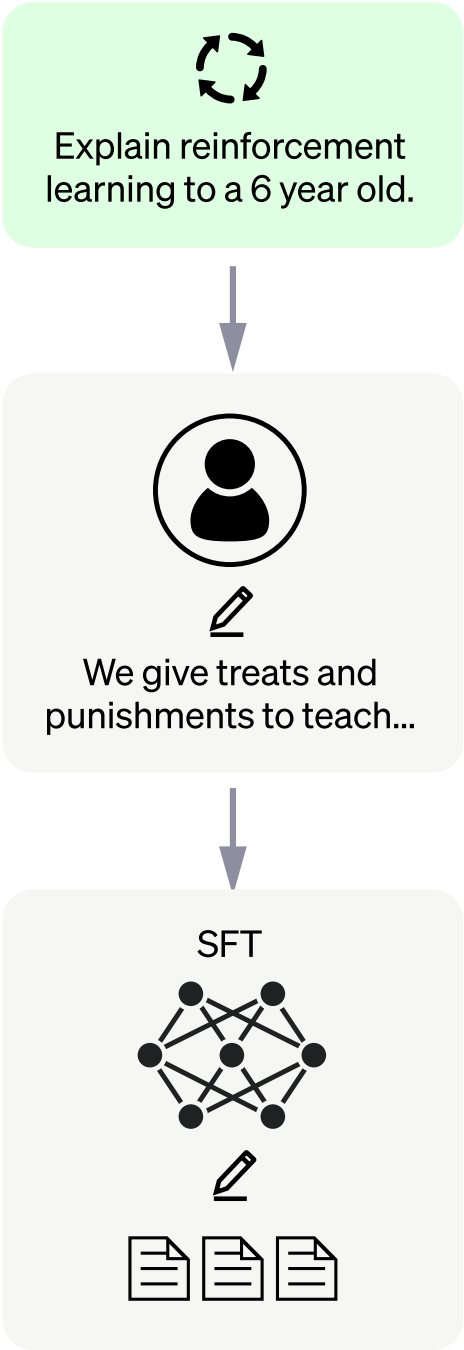 Explain reinforcement
learning to a 6 year old.
We give treats and
punishments to teach...
SFT